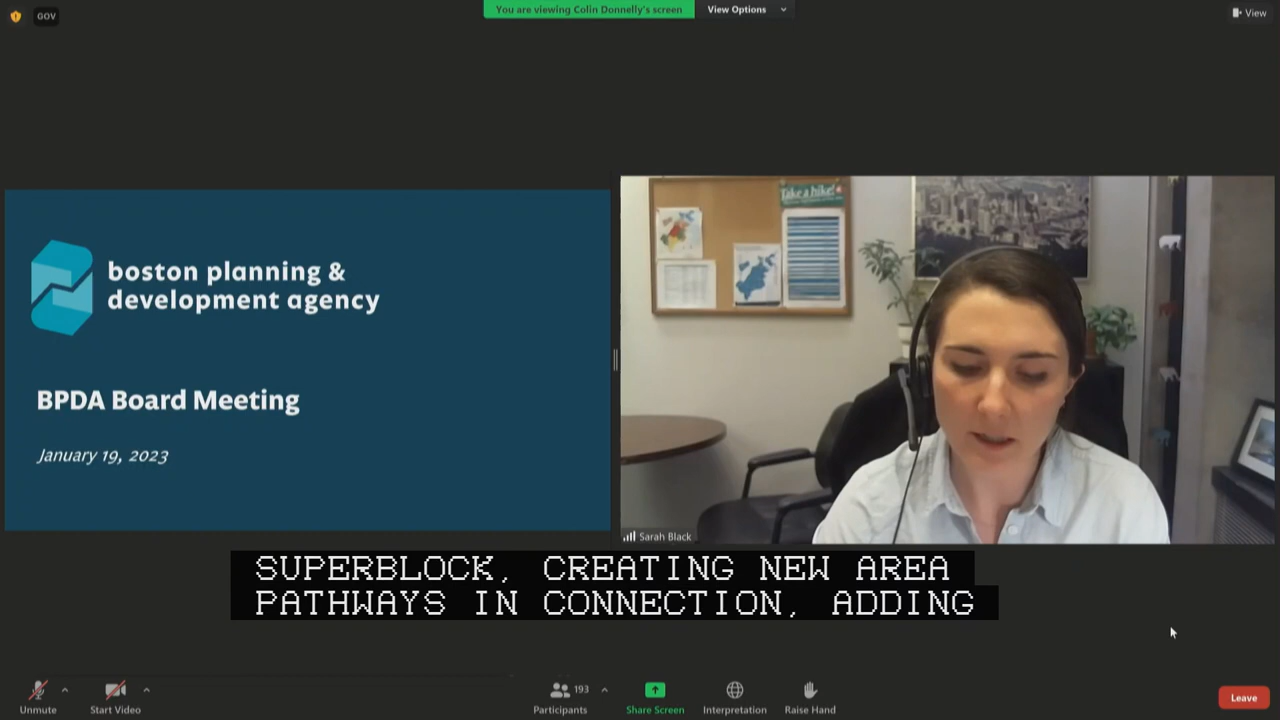 GOV
You are viewing Colin Donnelly's screen
View Options
View
boston planning &
development agency
BPDA Board Meeting
January 19, 2023
Take a hike!
Sarah Black
SUPERBLOCK, CREATING NEW AREA
PATHWAYS IN CONNECTION, ADDING
Unmute
Start Video
193
Participants
Share Screen
Interpretation
Raise Hand
Leave